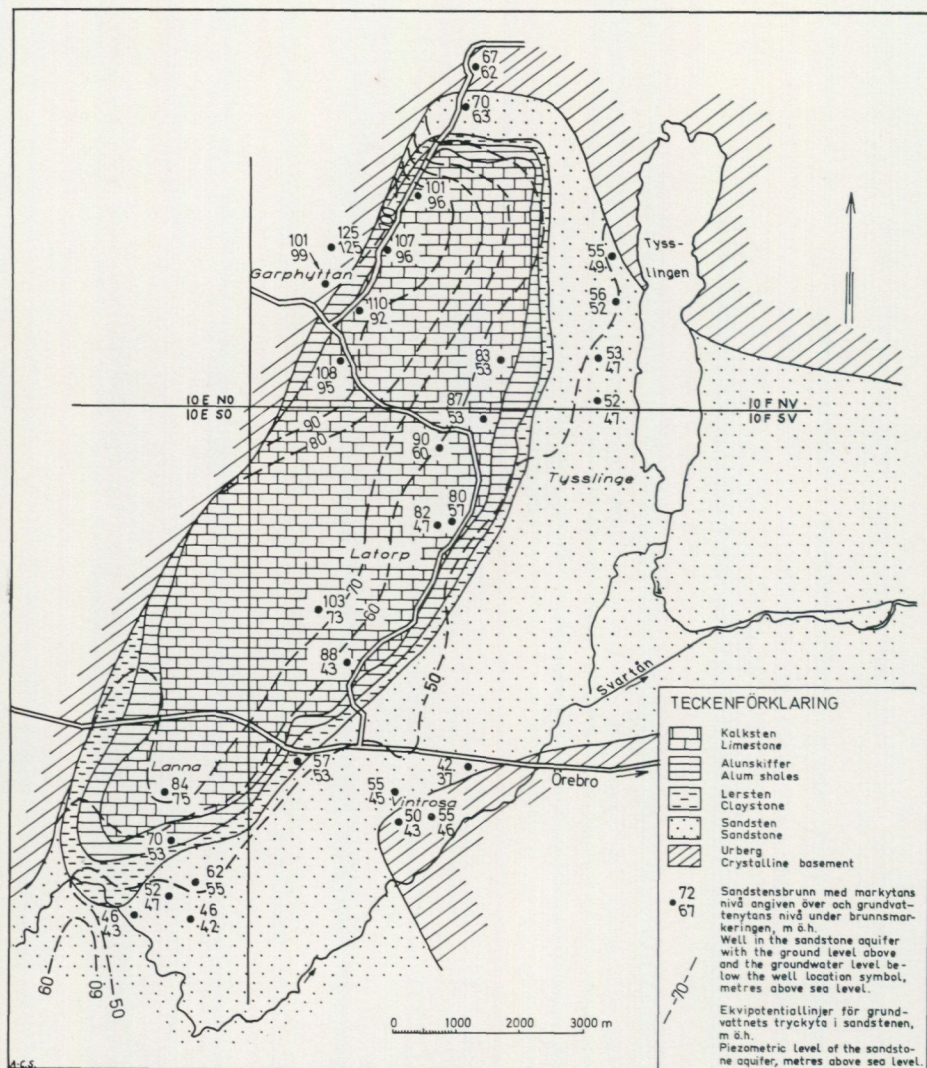 67
62
70
63
101
96
100
125
125
101
99
107
96
Garphyttan
110
92
Tyss-
lingen
55
49
56
52
108
95
83
53
53
47
10 E NO
10 E SO
10 F NV
10 F SV
90
80
87
53
52
47
90
60
Tysslinge
80
57
82
47
Latorp
70
60
103
73
88
43
50
Svartån
Lanna
84
75
57
53
42
37
Örebro
55
45
Vintrosa
50
43
55
46
70
53
62
55
52
47
46
43
46
42
60
60
50
0 1000 2000 3000 m
A-C.S.
TECKENFÖRKLARING
Kalksten
Limestone
Alunskiffer
Alum shales
Lersten
Claystone
Sandsten
Sandstone
Urberg
Crystalline basement
72
67
Sandstensbrunn med markytans
nivå angiven över och grundvat-
tenytans nivå under brunnsmar-
keringen, m ö.h.
Well in the sandstone aquifer
with the ground level above
and the groundwater level be-
low the well location symbol,
metres above sea level.
-70-
Ekvipotentiallinjer för grund-
vattnets tryckyta i sandstenen,
m ö.h.
Piezometric level of the sandsto-
ne aquifer, metres above sea level.